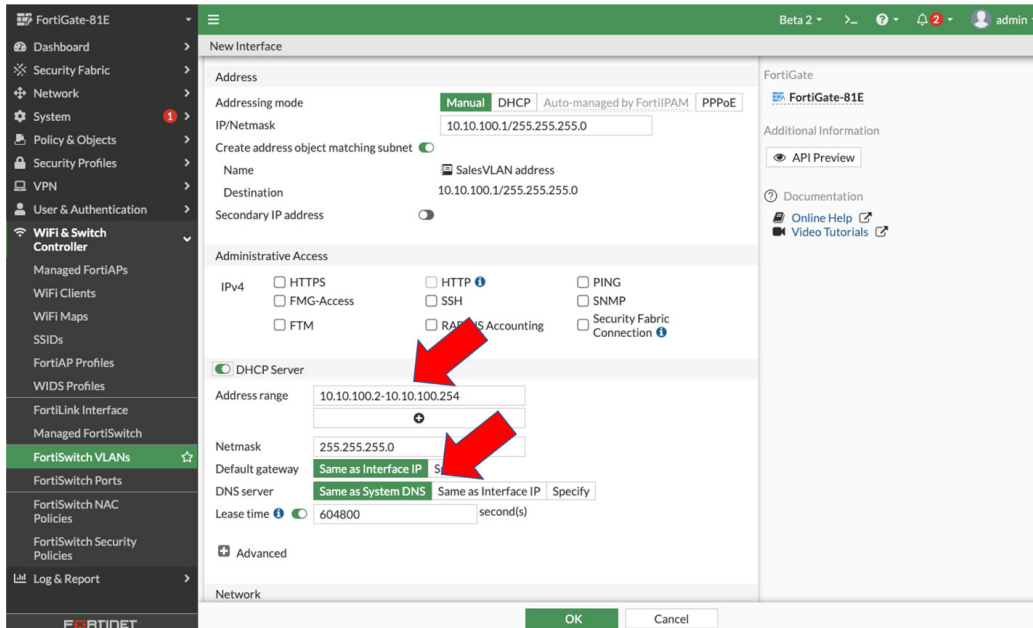 FortiGate-81E
Beta 2
>_
2
admin
Dashboard
Security Fabric
Network
System 1
Policy & Objects
Security Profiles
VPN
User & Authentication
WiFi & Switch
Controller
Managed FortiAPs
WiFi Clients
WiFi Maps
SSIDs
FortiAP Profiles
WIDS Profiles
FortiLink Interface
Managed FortiSwitch
FortiSwitch VLANs
FortiSwitch Ports
FortiSwitch NAC
Policies
FortiSwitch Security
Policies
Log & Report
FORTINET
New Interface
Address
Addressing mode Manual DHCP Auto-managed by FortiIPAM PPPoE
IP/Netmask 10.10.100.1/255.255.255.0
Create address object matching subnet
Name SalesVLAN address
Destination 10.10.100.1/255.255.255.0
Secondary IP address
Administrative Access
IPv4 HTTPS HTTP PING
FMG-Access SSH SNMP
FTM Accounting Security Fabric
Connection
DHCP Server
Address range 10.10.100.2-10.10.100.254
Netmask 255.255.255.0
Default gateway Same as Interface IP
DNS server Same as System DNS Same as Interface IP Specify
Lease time 604800 second(s)
Advanced
Network
OK Cancel
FortiGate
FortiGate-81E
Additional Information
API Preview
Documentation
Online Help
Video Tutorials